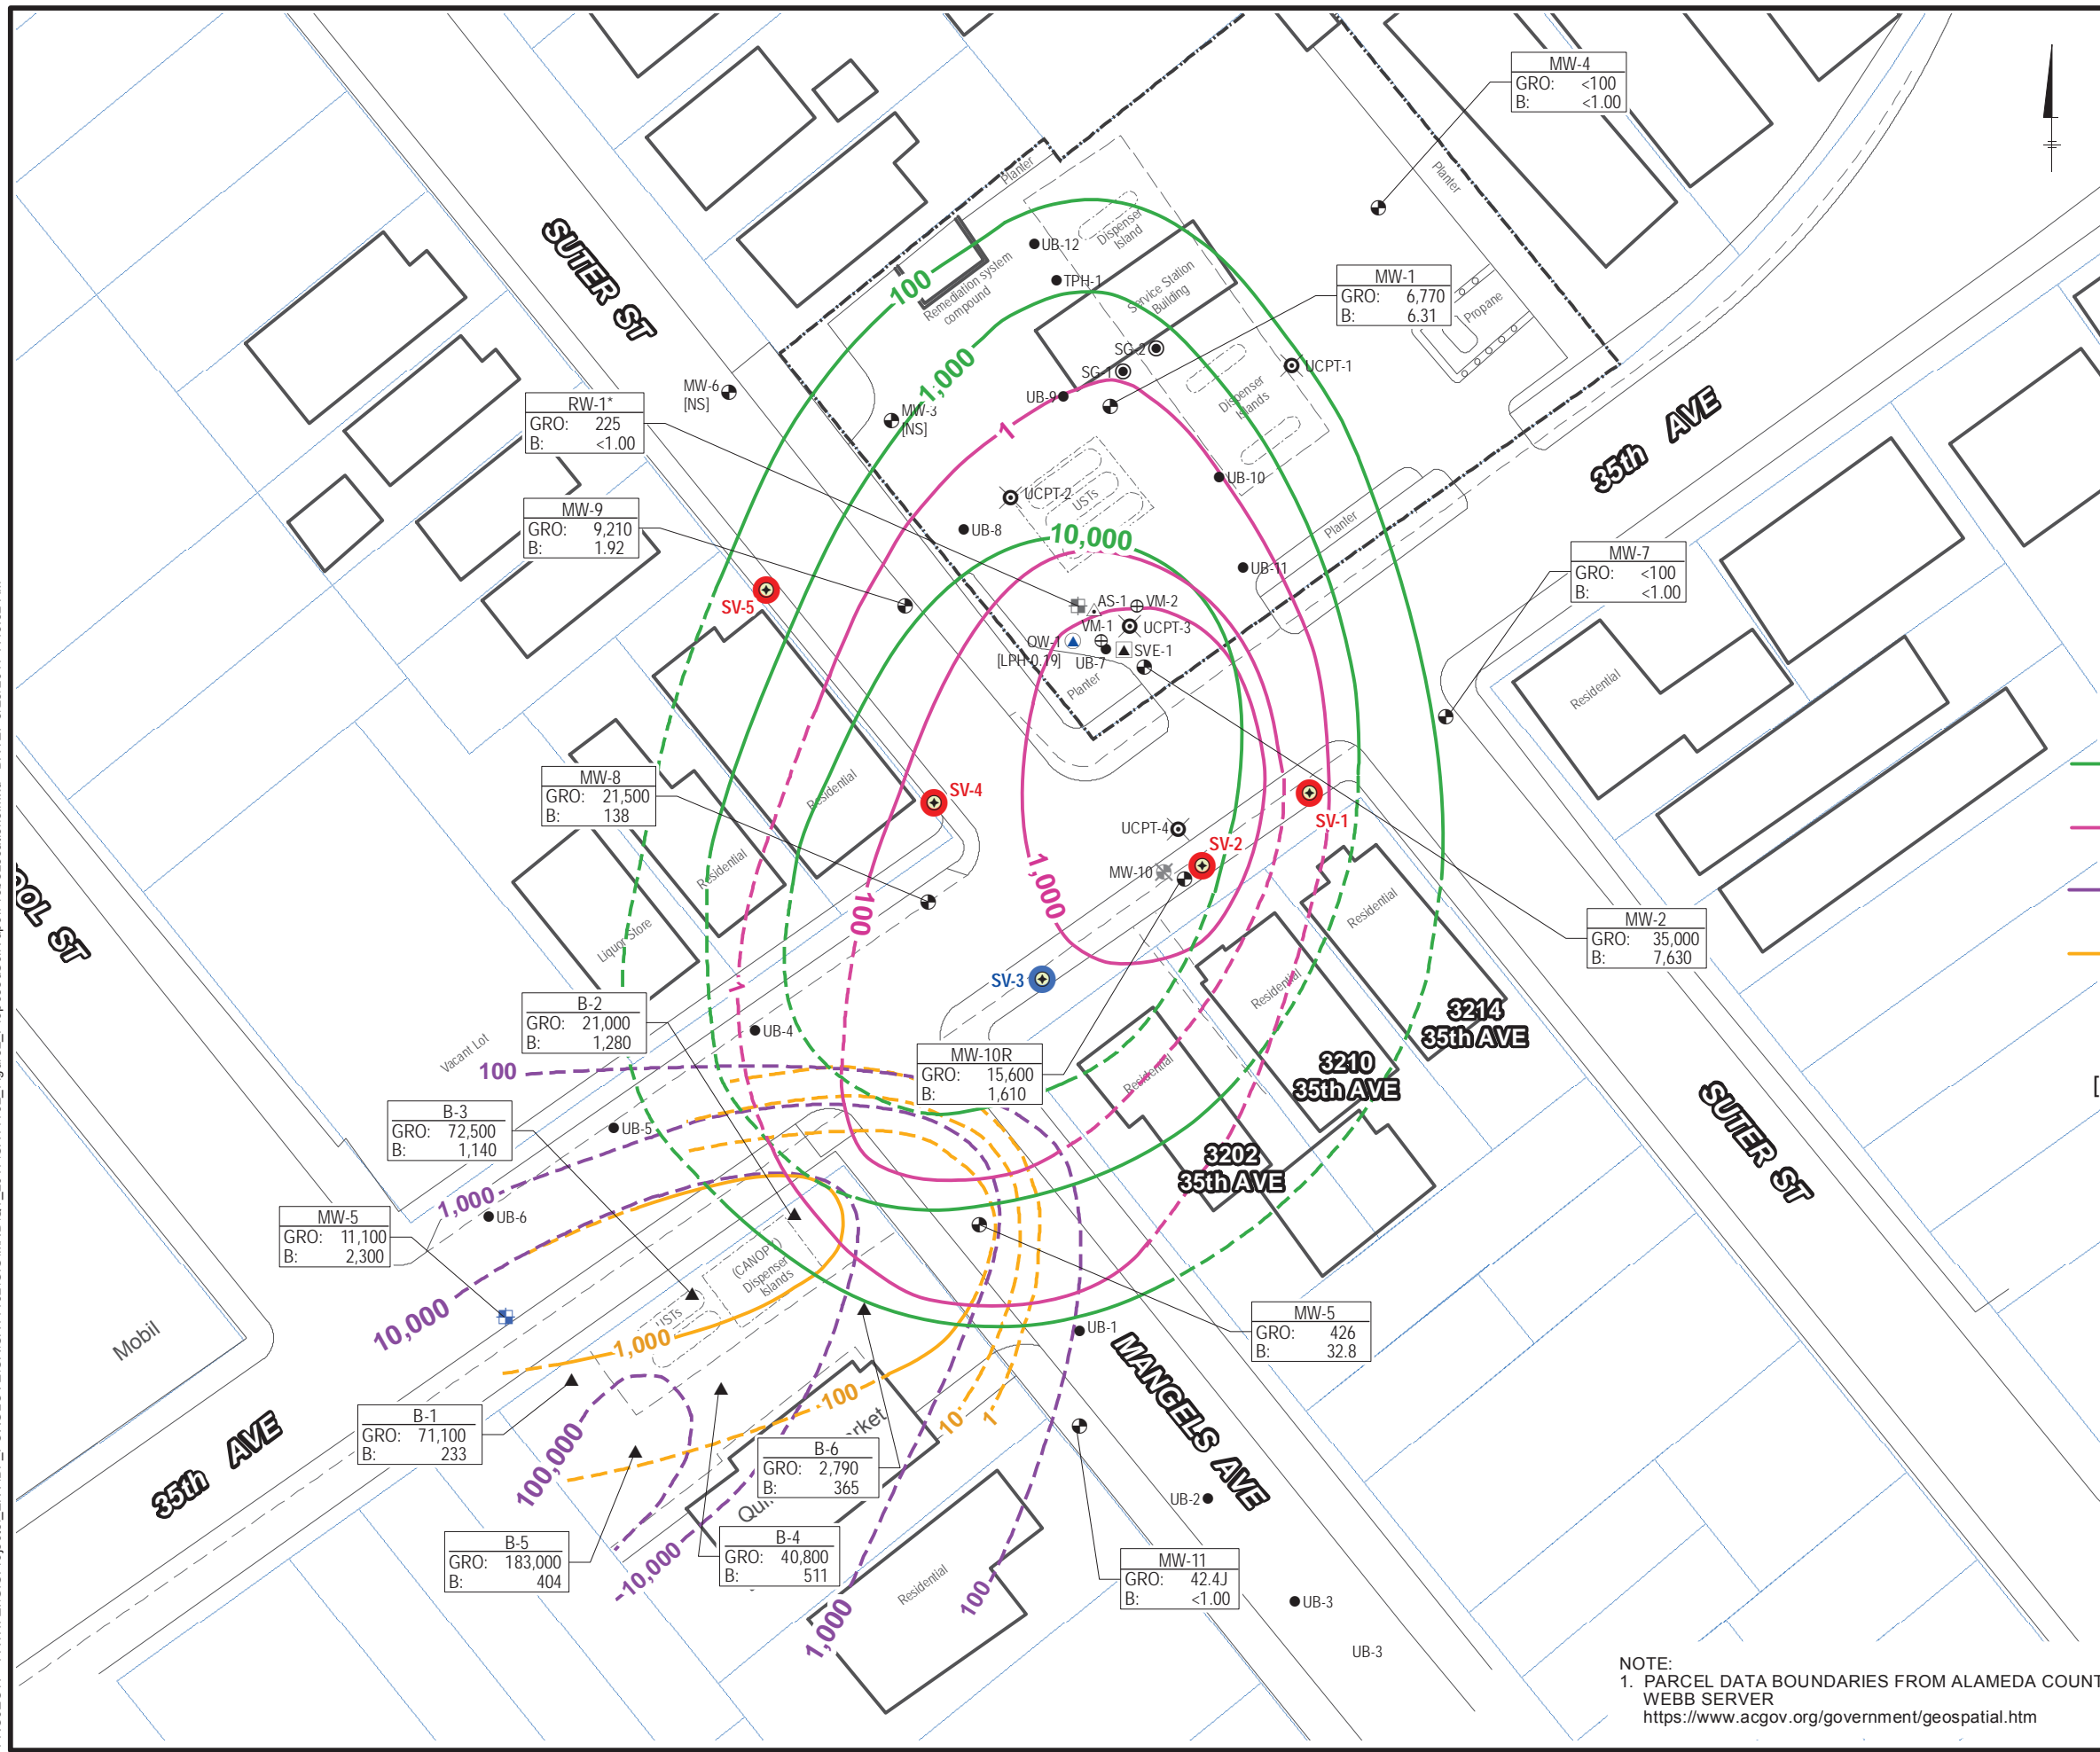 MW-4
GRO: <100
B: <1.00
Planter
Planter
Dispenser
Island
UB-12
TPH-1
Remediation system
compound
Service Station
Building
100
SUTER ST
MW-1
GRO: 6,770
B: 6.31
Propane
SG-2
SG-1
UCPT-1
1,000
MW-6
[NS]
UB-9
MW-3
[NS]
Dispenser
Islands
RW-1*
GRO: 225
B: <1.00
1
35th AVE
UB-10
UCPT-2
USTs
MW-9
GRO: 9,210
B: 1.92
UB-8
10,000
Planter
UB-11
MW-7
GRO: <100
B: <1.00
SV-5
AS-1
VM-2
VM-1
UCPT-3
OW-1
[LPH-0.19]
UB-7
SVE-1
Planter
Residential
MW-8
GRO: 21,500
B: 138
Residential
SV-4
SV-1
UCPT-4
SV-2
MW-10
Residential
1,000
100
Residential
Liquor Store
OOL ST
MW-2
GRO: 35,000
B: 7,630
SV-3
1
Residential
3214
35th AVE
B-2
GRO: 21,000
B: 1,280
UB-4
Vacant Lot
100
MW-10R
GRO: 15,600
B: 1,610
Residential
3210
35th AVE
[
B-3
GRO: 72,500
B: 1,140
UB-5
3202
35th AVE
SUTER ST
1,000
MW-5
GRO: 11,100
B: 2,300
UB-6
(CANOPY)
Dispenser
Islands
USTs
10,000
Mobil
1,000
MW-5
GRO: 426
B: 32.8
UB-1
MANGELS AVE
100
10
1
B-1
GRO: 71,100
B: 233
100,000
35th AVE
B-6
GRO: 2,790
B: 365
UB-2
B-5
GRO: 183,000
B: 404
B-4
GRO: 40,800
B: 511
10,000
Residential
1,000
100
MW-11
GRO: 42.4J
B: <1.00
UB-3
UB-3
NOTE:
1. PARCEL DATA BOUNDARIES FROM ALAMEDA COUNT
WEBB SERVER
https://www.acgov.org/government/geospatial.htm